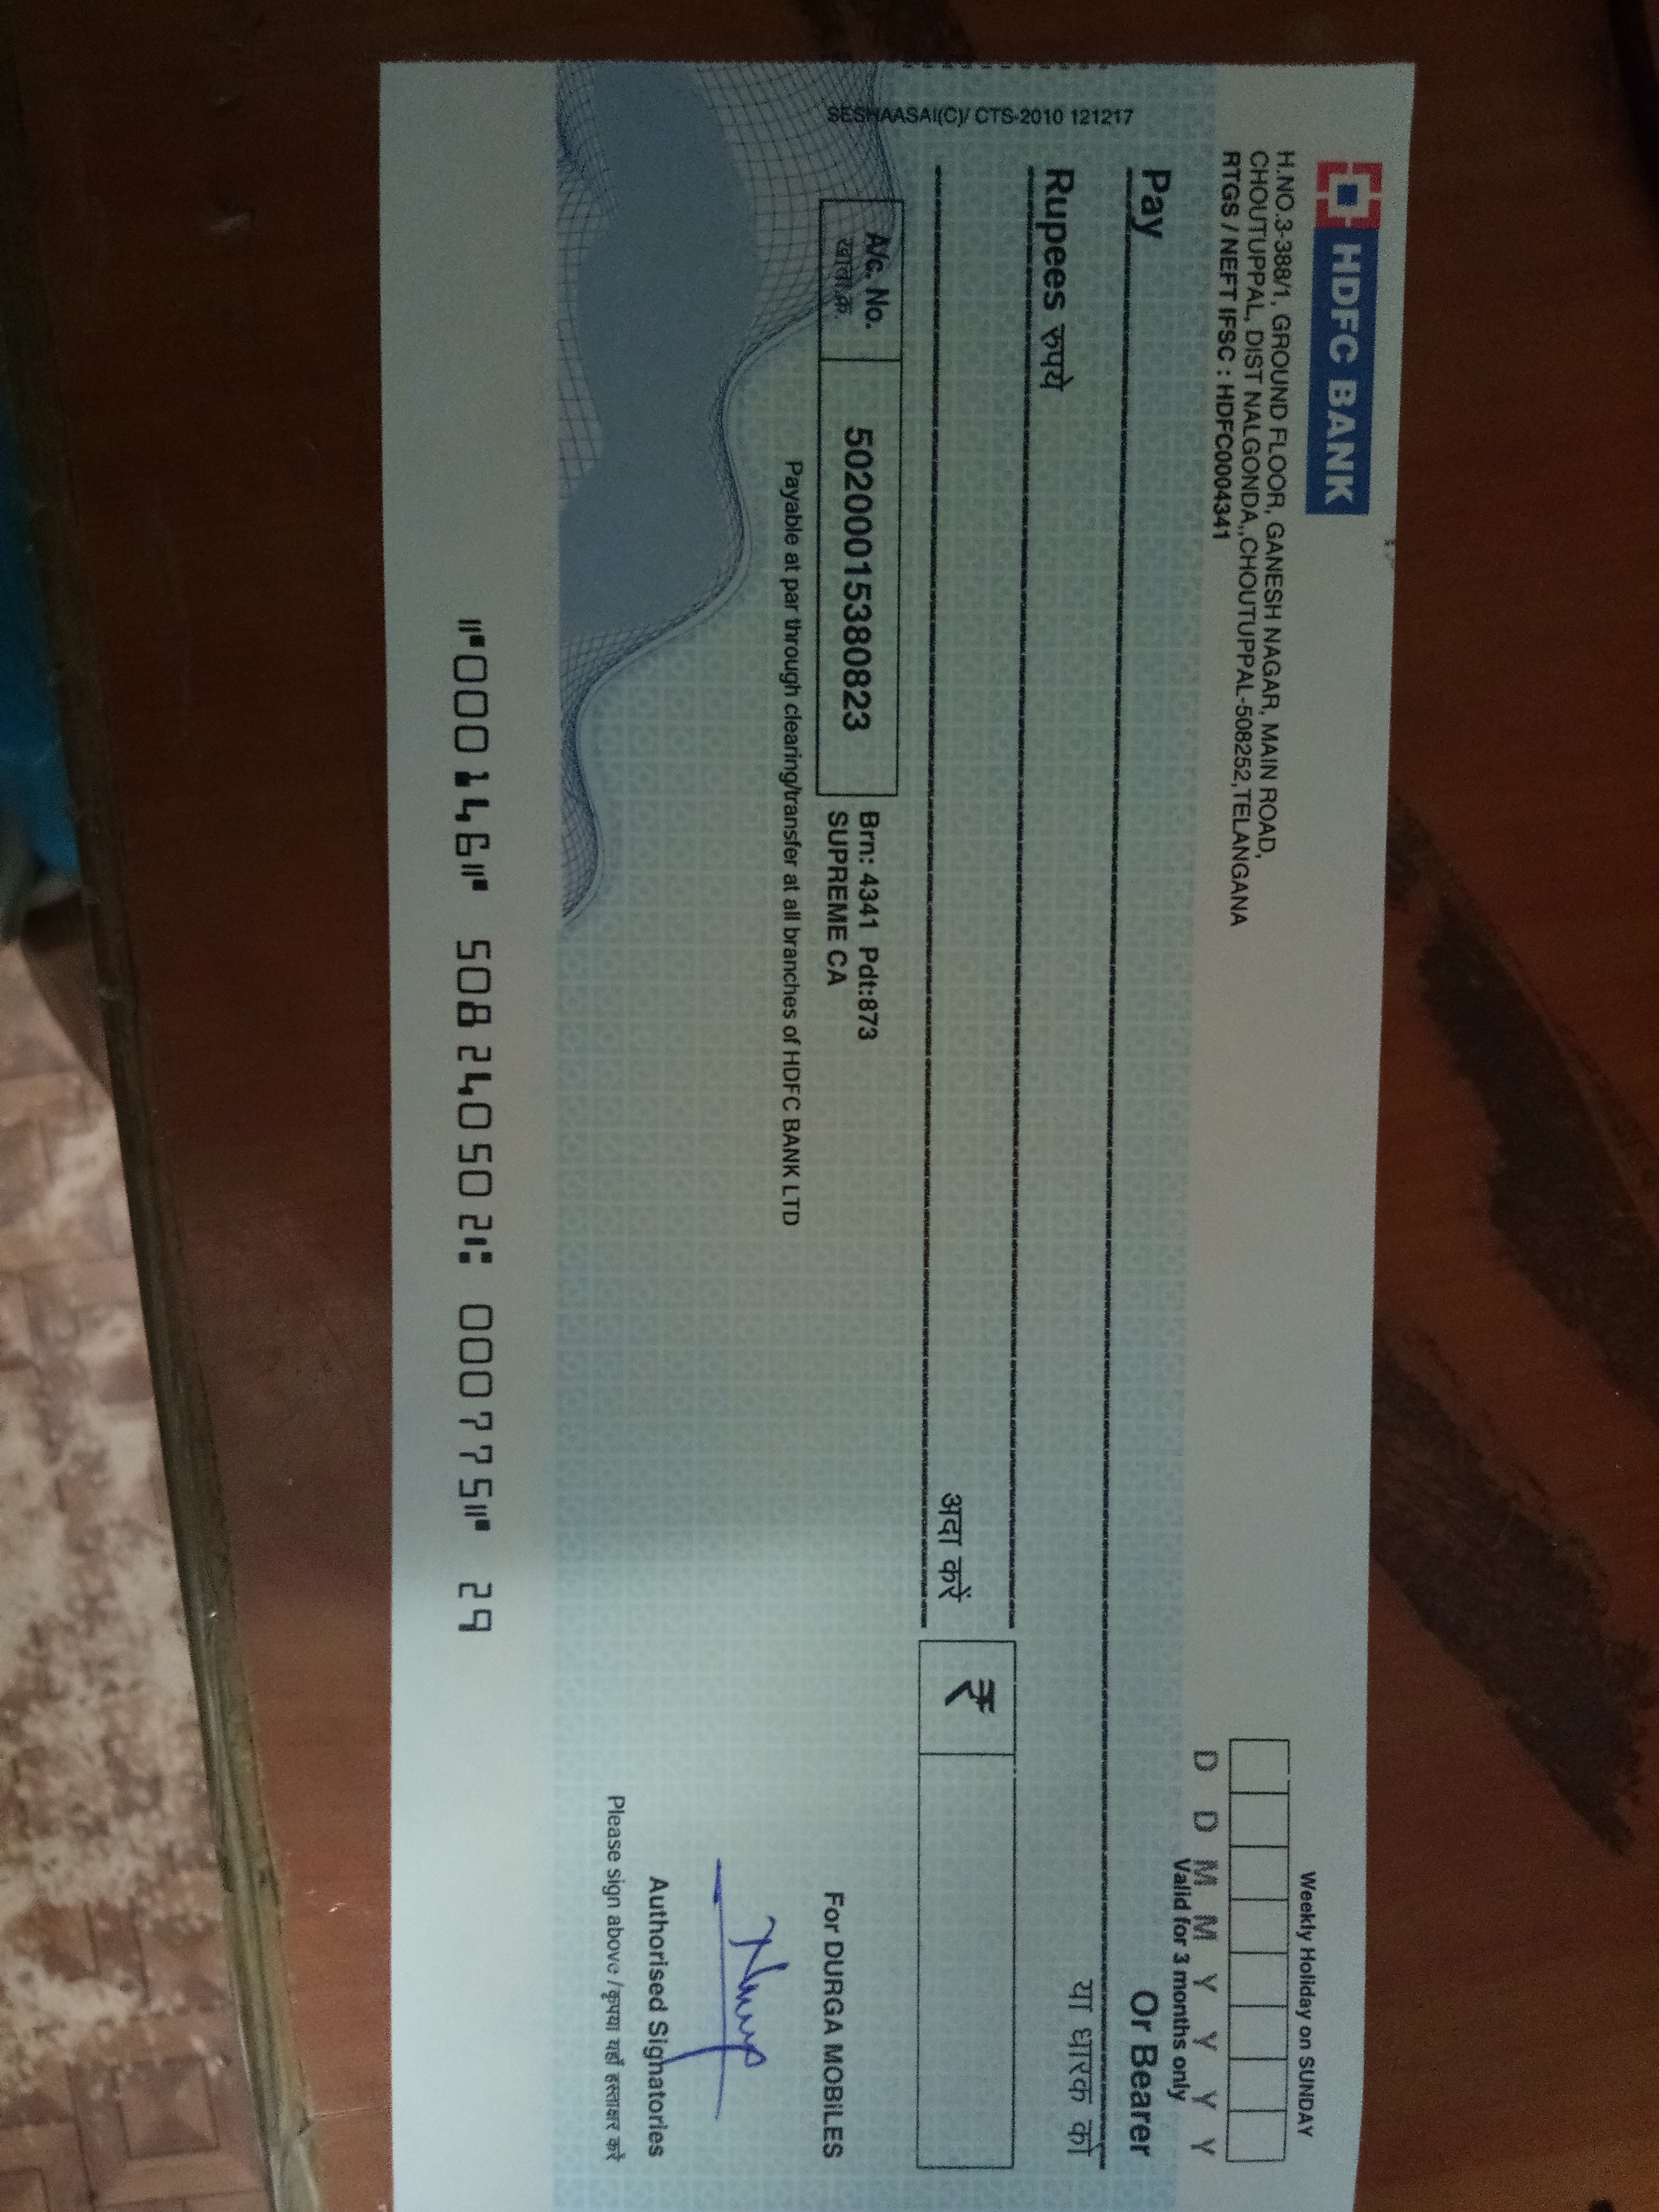 HDFC BANK
H.NO.3-388/1, GROUND FLOOR, GANESH NAGAR, MAIN ROAD,
CHOUTUPPAL, DIST NALGONDA,,CHOUTUPPAL-508252,TELANGANA
RTGS / NEFT IFSC : HDFC0004341
Weekly Holiday on SUNDAY
D D M M Y Y Y Y
Valid for 3 months only
Pay
Or Bearer
या धारक को
Rupees रुपये
अदा करें
₹
A/c. No.
खाता क्र.
50200015380823
Brn: 4341 Pdt:873
SUPREME CA
Payable at par through clearing/transfer at all branches of HDFC BANK LTD
For DURGA MOBILES
Authorised Signatories
Please sign above / कृपया यहाँ हस्ताक्षर करे
SESHAASAI(C)/ CTS-2010 121217
⑈000146⑈ 508240502⑆ 000775⑈ 29